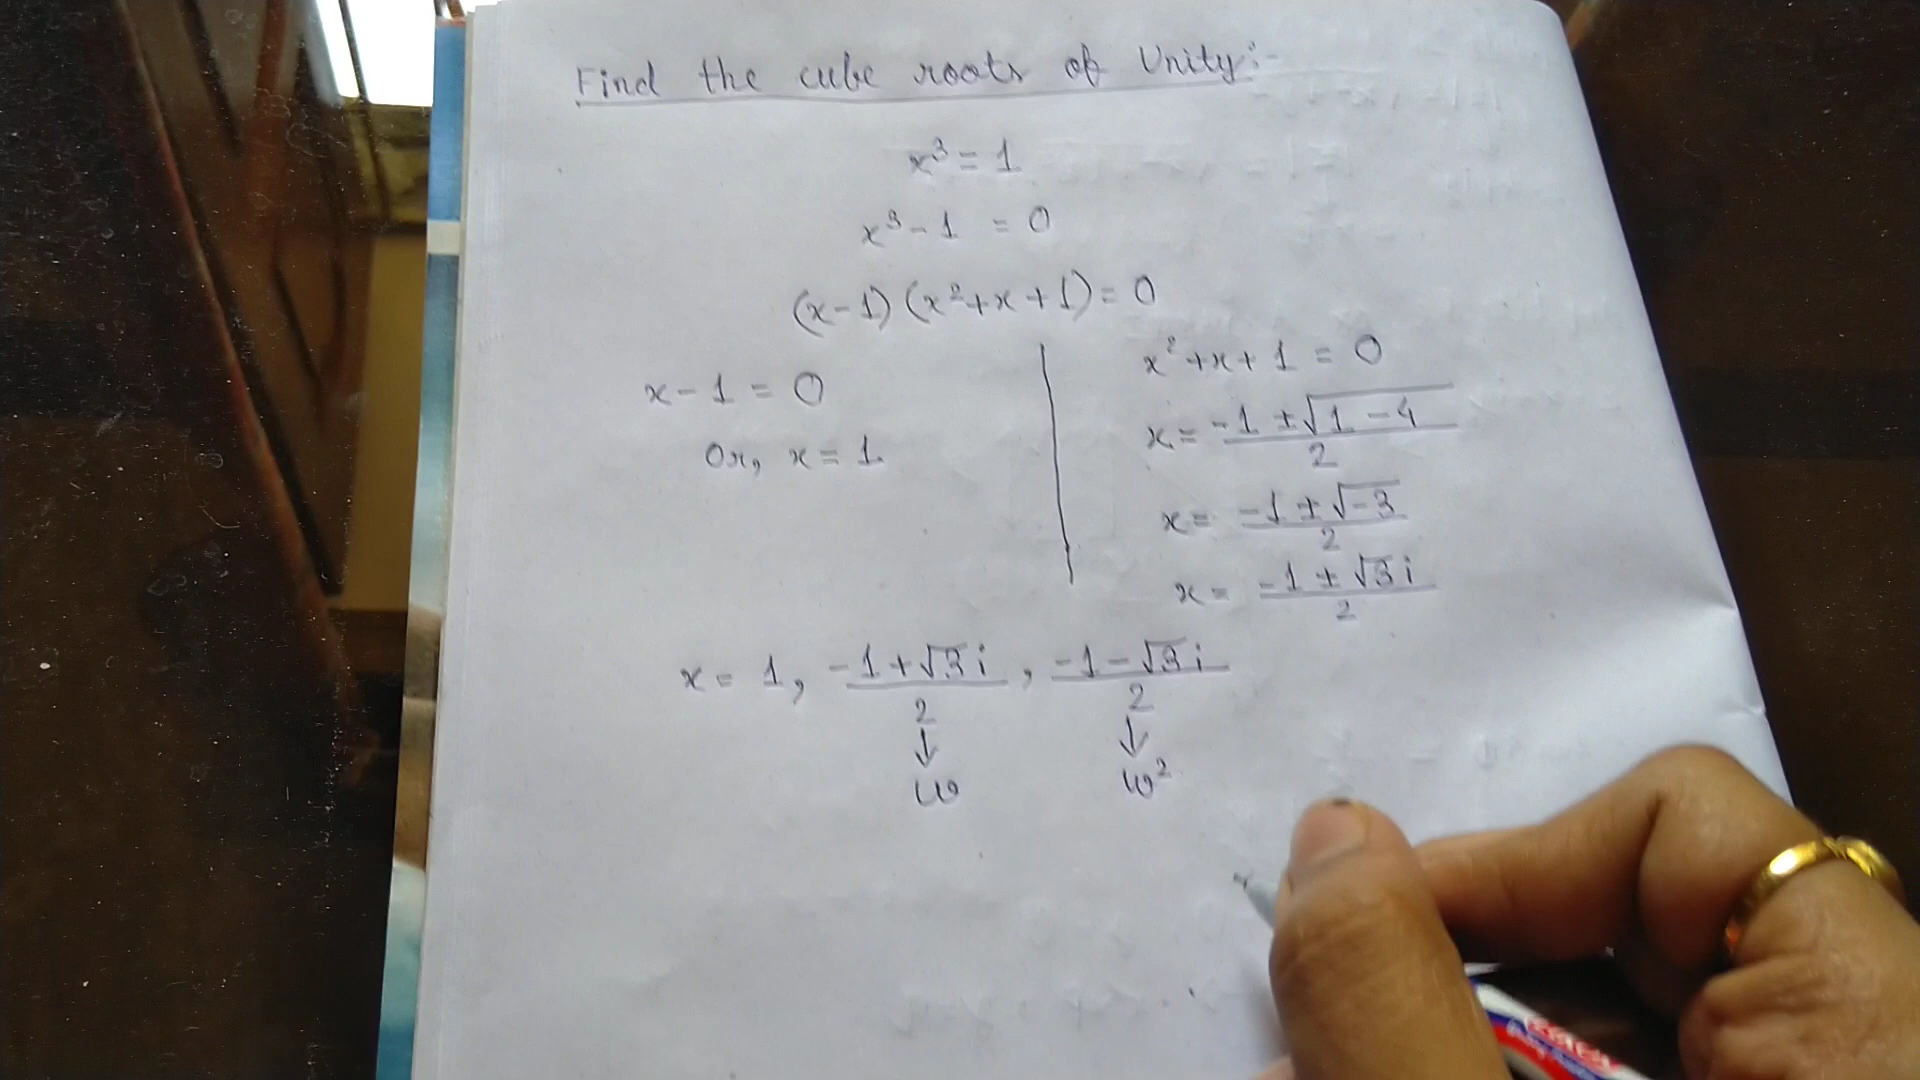 Find the cube roots of Unity:-
x³ = 1
x³ - 1 = 0
(x-1) (x²+x+1) = 0
x - 1 = 0
Or, x = 1.
x² + x + 1 = 0
x = (-1 ± √(1 - 4))/2
x = (-1 ± √-3)/2
x = (-1 ± √3 i)/2
x = 1, (-1+√3 i)/2, (-1-√3 i)/2
↓ ↓
ω ω²